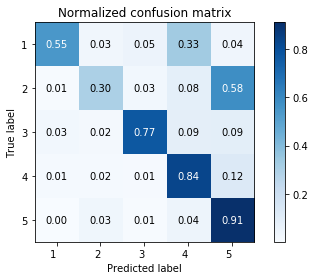 Normalized confusion matrix
1 0.55 0.03 0.05 0.33 0.04
2 0.01 0.30 0.03 0.08 0.58
3 0.03 0.02 0.77 0.09 0.09
4 0.01 0.02 0.01 0.84 0.12
5 0.00 0.03 0.01 0.04 0.91
1 2 3 4 5
True label
Predicted label
0.8
0.6
0.4
0.2